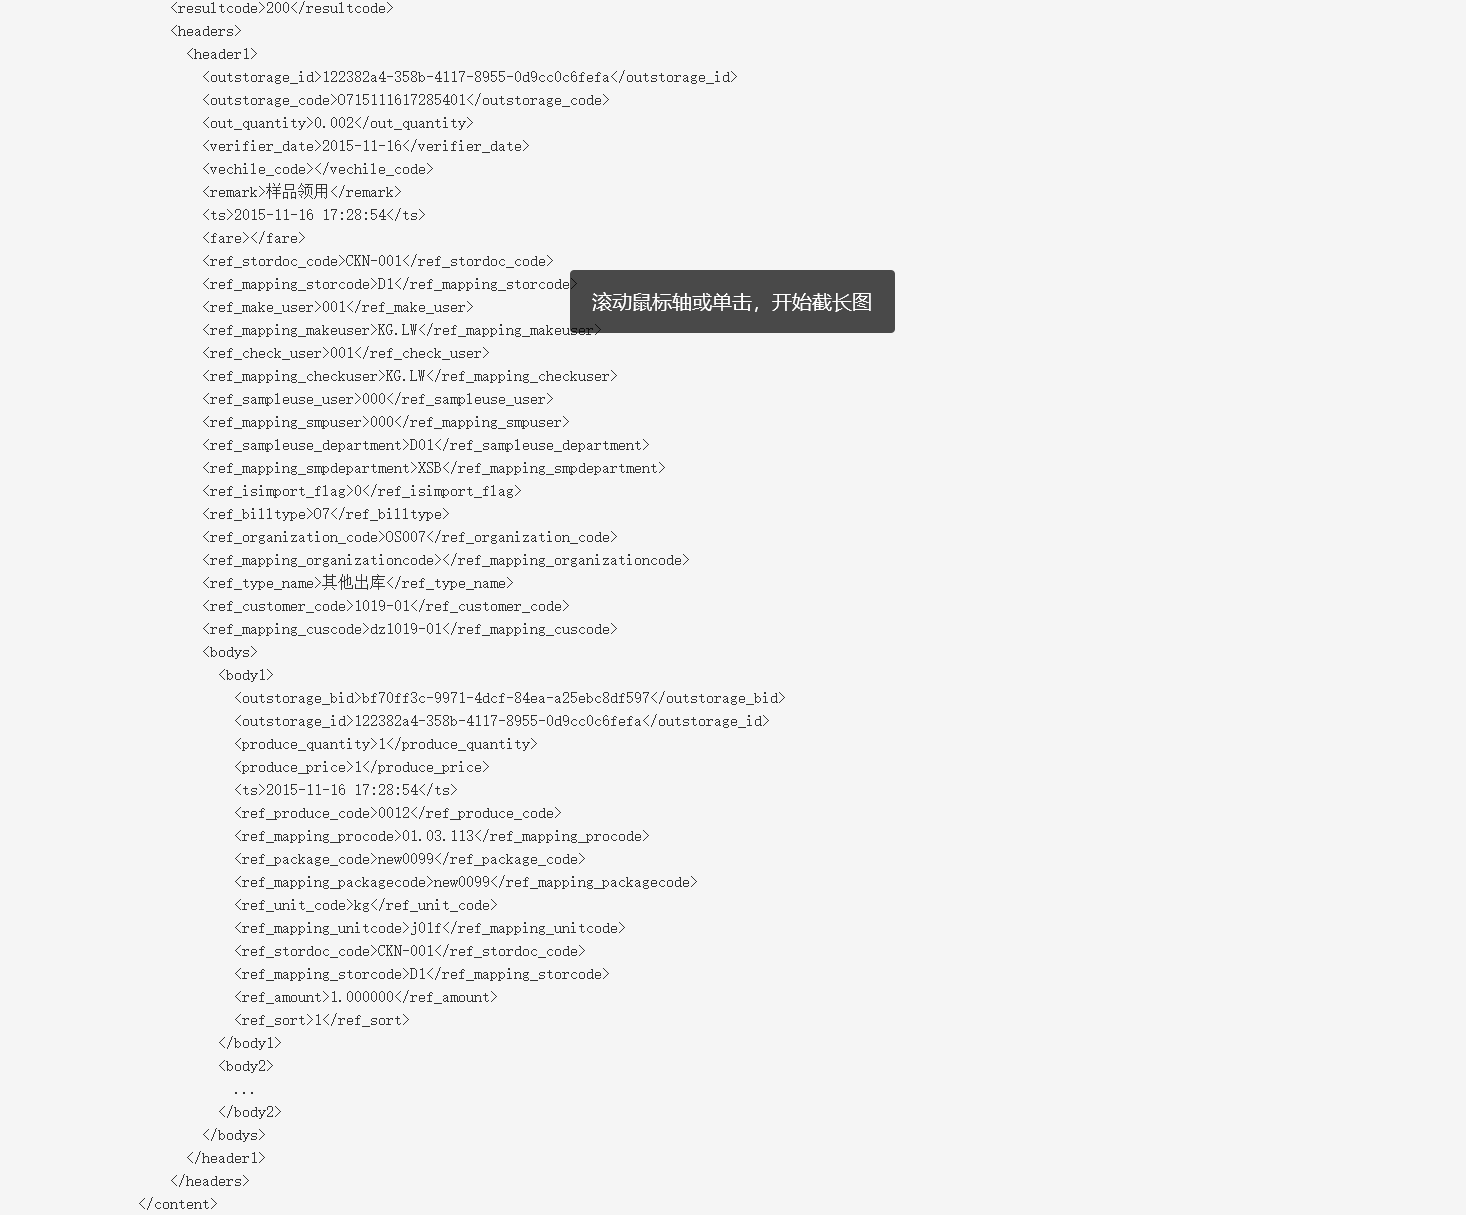 <resultcode>200</resultcode>
<headers>
<header1>
<outstorage_id>122382a4-358b-4117-8955-0d9cc0c6fefa</outstorage_id>
<outstorage_code>O715111617285401</outstorage_code>
<out_quantity>0.002</out_quantity>
<verifier_date>2015-11-16</verifier_date>
<vechile_code></vechile_code>
<remark>样品领用</remark>
<ts>2015-11-16 17:28:54</ts>
<fare></fare>
<ref_stordoc_code>CKN-001</ref_stordoc_code>
<ref_mapping_storcode>D1</ref_mapping_storcode>
滚动鼠标轴或单击，开始截长图
<ref_make_user>001</ref_make_user>
<ref_mapping_makeuser>KG.LW</ref_mapping_makeuser>
<ref_check_user>001</ref_check_user>
<ref_mapping_checkuser>KG.LW</ref_mapping_checkuser>
<ref_sampleuse_user>000</ref_sampleuse_user>
<ref_mapping_smpuser>000</ref_mapping_smpuser>
<ref_sampleuse_department>D01</ref_sampleuse_department>
<ref_mapping_smpdepartment>XSB</ref_mapping_smpdepartment>
<ref_isimport_flag>0</ref_isimport_flag>
<ref_billtype>O7</ref_billtype>
<ref_organization_code>OS007</ref_organization_code>
<ref_mapping_organizationcode></ref_mapping_organizationcode>
<ref_type_name>其他出库</ref_type_name>
<ref_customer_code>1019-01</ref_customer_code>
<ref_mapping_cuscode>dz1019-01</ref_mapping_cuscode>
<bodys>
<body1>
<outstorage_bid>bf70ff3c-9971-4dcf-84ea-a25ebc8df597</outstorage_bid>
<outstorage_id>122382a4-358b-4117-8955-0d9cc0c6fefa</outstorage_id>
<produce_quantity>1</produce_quantity>
<produce_price>1</produce_price>
<ts>2015-11-16 17:28:54</ts>
<ref_produce_code>0012</ref_produce_code>
<ref_mapping_procode>01.03.113</ref_mapping_procode>
<ref_package_code>new0099</ref_package_code>
<ref_mapping_packagecode>new0099</ref_mapping_packagecode>
<ref_unit_code>kg</ref_unit_code>
<ref_mapping_unitcode>j01f</ref_mapping_unitcode>
<ref_stordoc_code>CKN-001</ref_stordoc_code>
<ref_mapping_storcode>D1</ref_mapping_storcode>
<ref_amount>1.000000</ref_amount>
<ref_sort>1</ref_sort>
</body1>
<body2>
...
</body2>
</bodys>
</header1>
</headers>
</content>